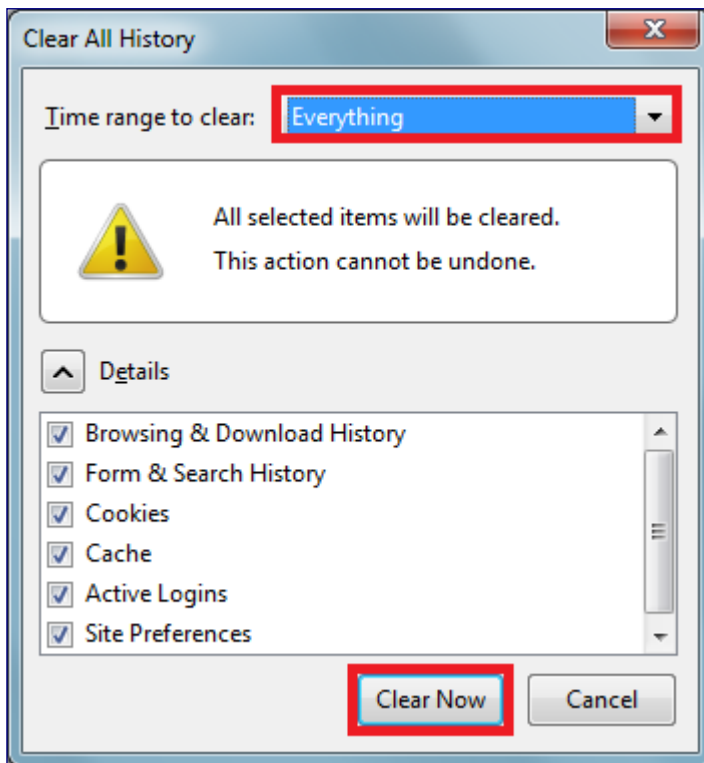 Clear All History
Time range to clear: Everything
All selected items will be cleared.
This action cannot be undone.
Details
Browsing & Download History
Form & Search History
Cookies
Cache
Active Logins
Site Preferences
Clear Now Cancel